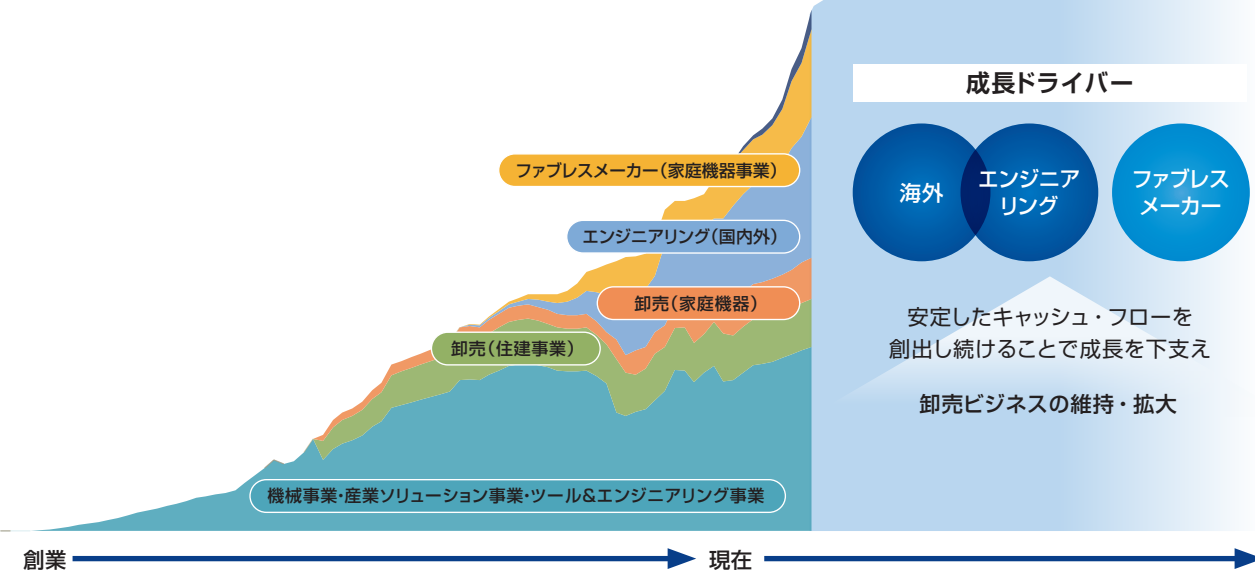 成長ドライバー
海外
エンジニア
リング
ファブレス
メーカー
ファブレスメーカー（家庭機器事業）
エンジニアリング（国内外）
卸売（家庭機器）
卸売（住建事業）
機械事業・産業ソリューション事業・ツール&エンジニアリング事業
安定したキャッシュ・フローを
創出し続けることで成長を下支え
卸売ビジネスの維持・拡大
創業
現在